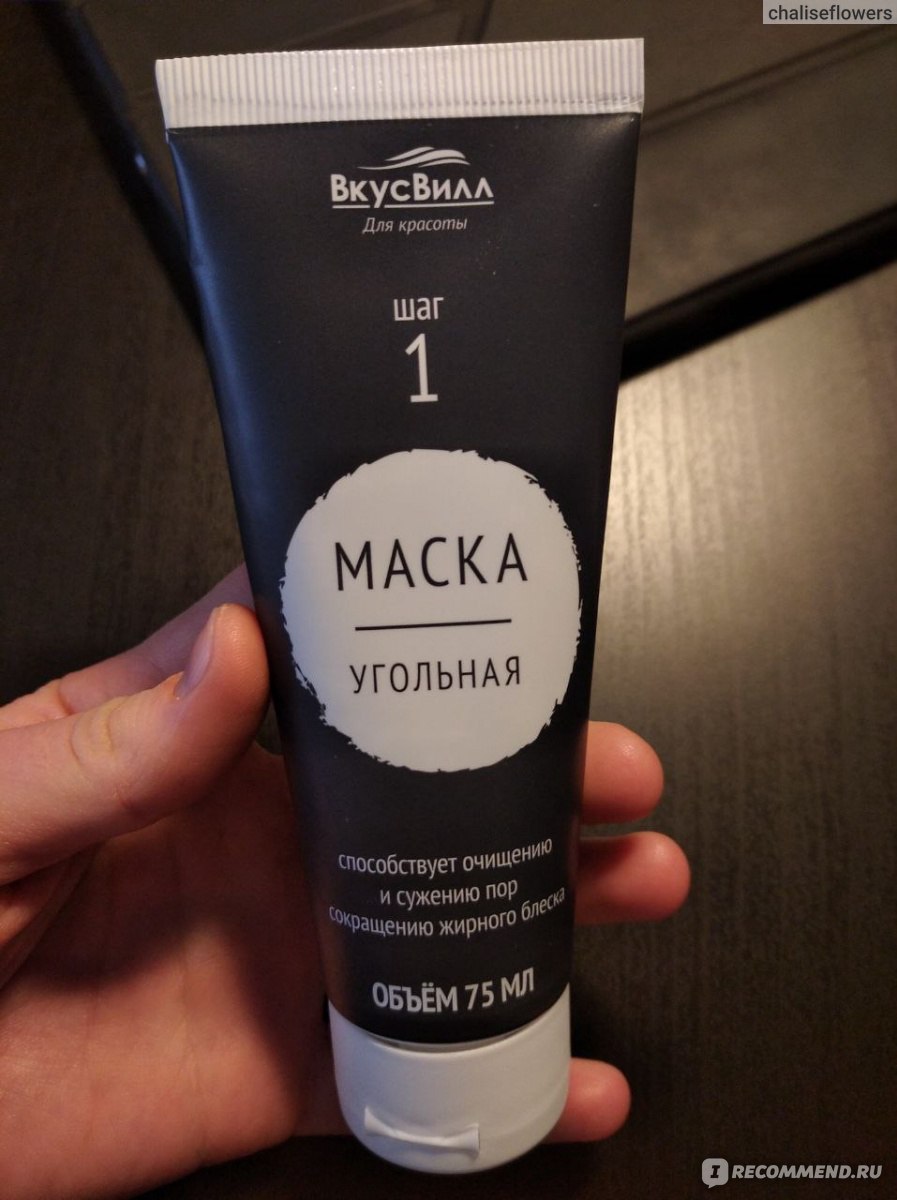 chaliseflowers
ВкусВилл
Для красоты
шаг
1
МАСКА
УГОЛЬНАЯ
способствует очищению
и сужению пор
сокращению жирного блеска
ОБЪЁМ 75 МЛ
IRECOMMEND.RU